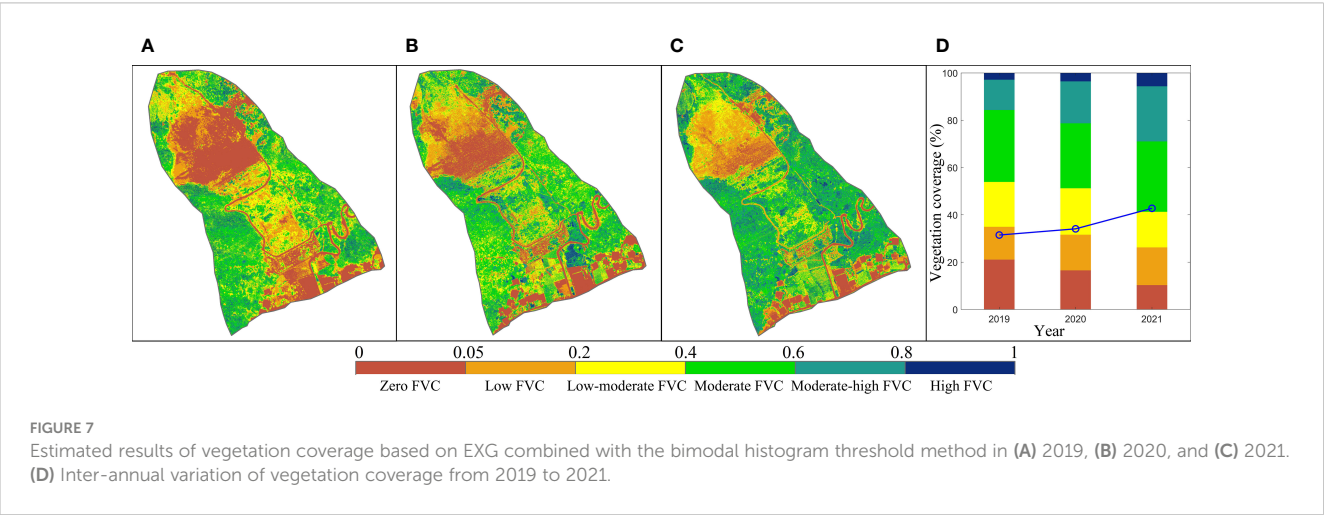 A
B
C
D
100
80
60
40
20
0
Vegetation coverage (%)
2019
2020
2021
Year
0
0.05
0.2
0.4
0.6
0.8
1
Zero FVC
Low FVC
Low-moderate FVC
Moderate FVC
Moderate-high FVC
High FVC
FIGURE 7
Estimated results of vegetation coverage based on EXG combined with the bimodal histogram threshold method in (A) 2019, (B) 2020, and (C) 2021.
(D) Inter-annual variation of vegetation coverage from 2019 to 2021.